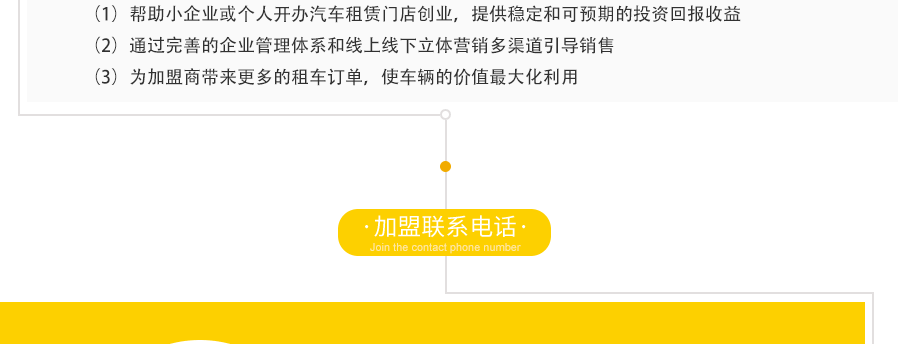 （1）帮助小企业或个人开办汽车租赁门店创业，提供稳定和可预期的投资回报收益
（2）通过完善的企业管理体系和线上线下立体营销多渠道引导销售
（3）为加盟商带来更多的租车订单，使车辆的价值最大化利用
·加盟联系电话·
Join the contact phone number